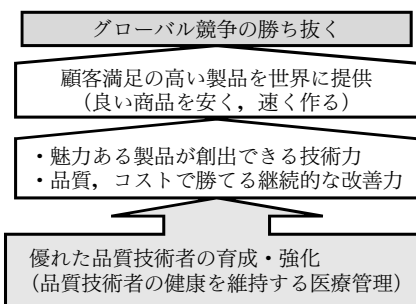 グローバル競争の勝ち抜く
顧客満足の高い製品を世界に提供
（良い商品を安く，速く作る）
・魅力ある製品が創出できる技術力
・品質，コストで勝てる継続的な改善力
優れた品質技術者の育成・強化
（品質技術者の健康を維持する医療管理）